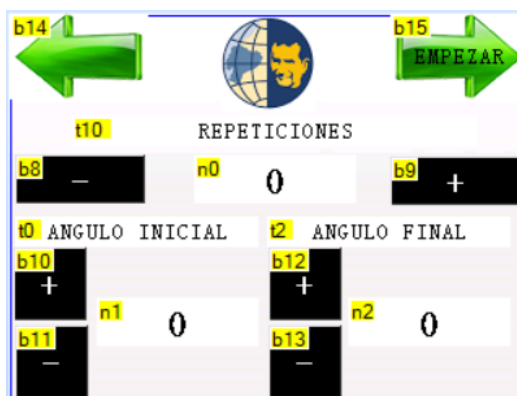 b14 b15
EMPEZAR
t10 REPETICIONES
b8 n0 b9
− 0 +
t0 ANGULO INICIAL t2 ANGULO FINAL
b10 b12
+ +
n1 0 n2 0
b11 b13
− −